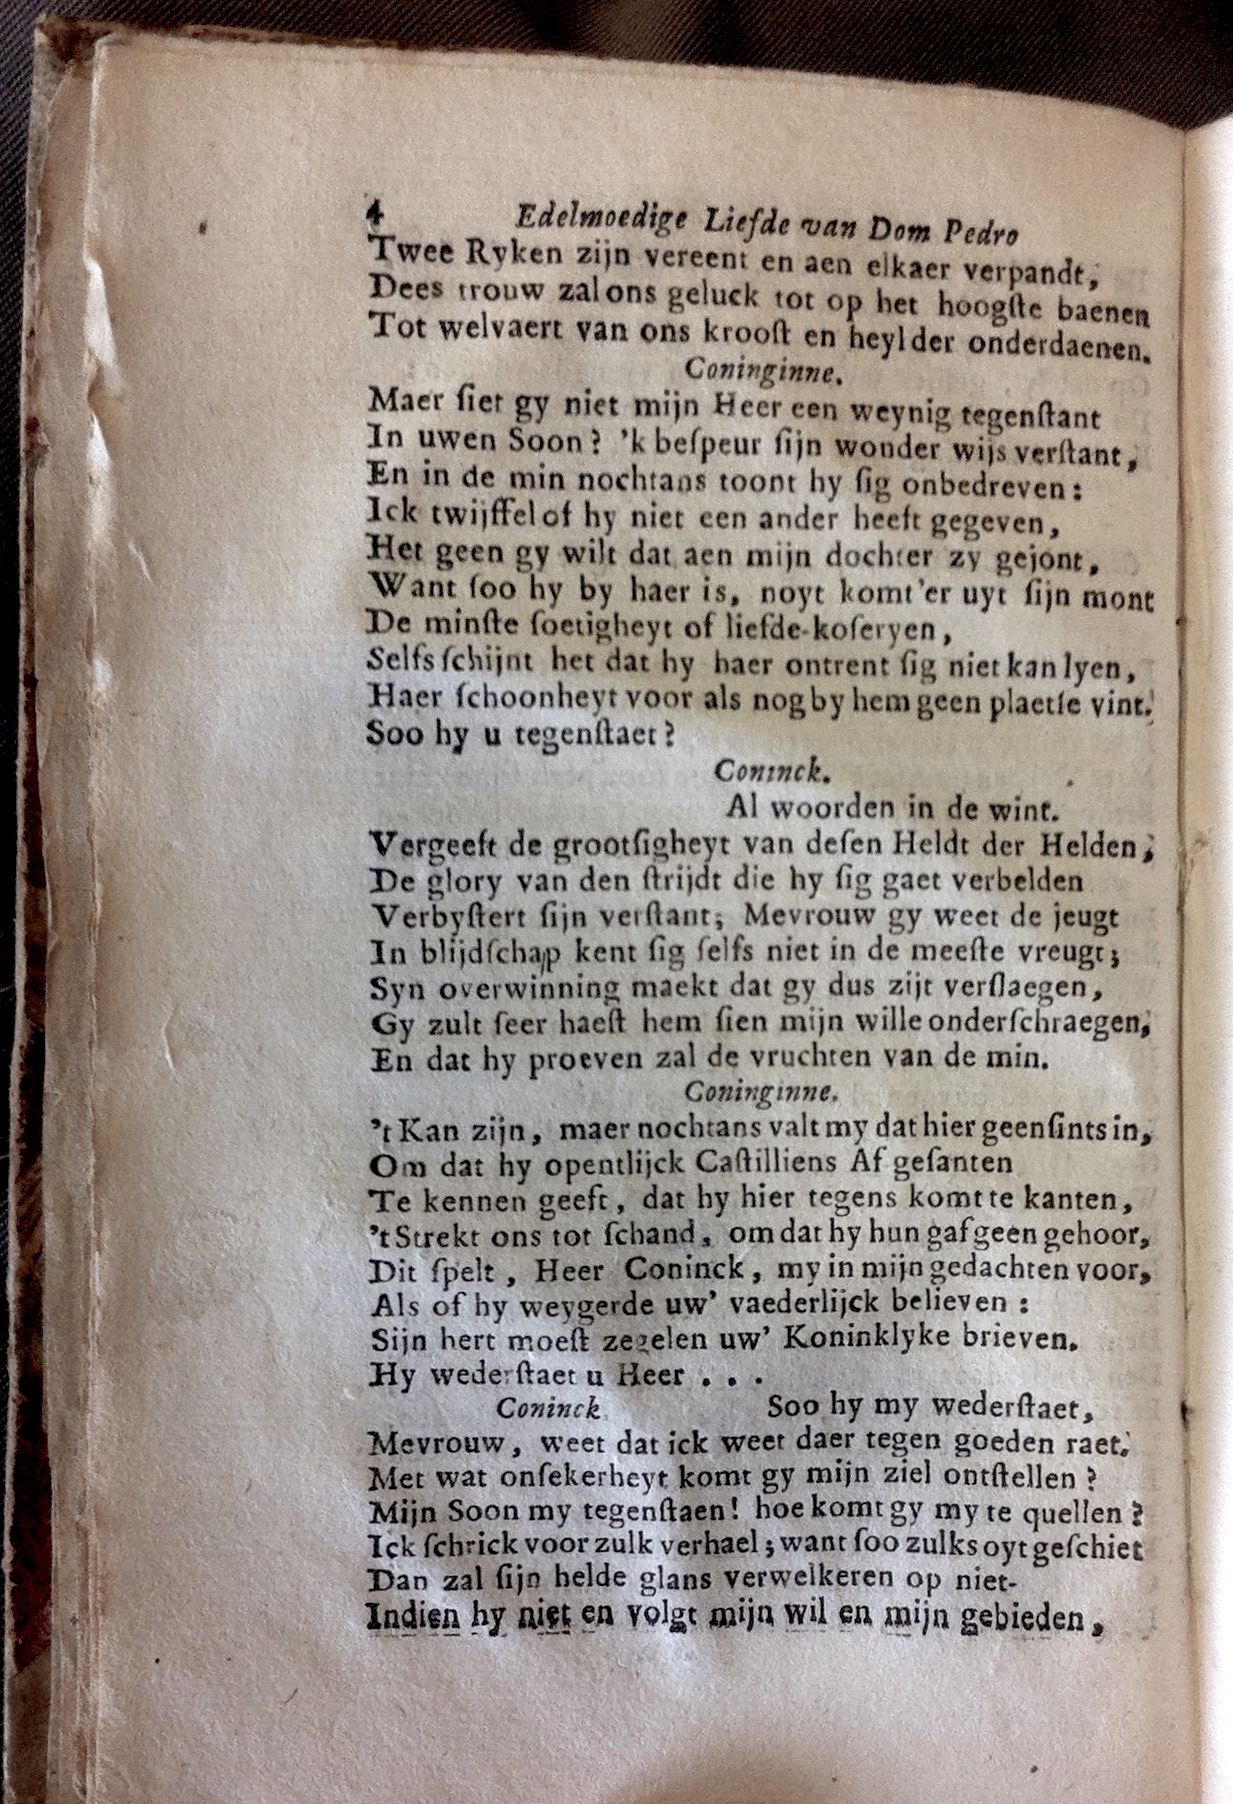 4 Edelmoedige Liefde van Dom Pedro
Twee Ryken zijn vereent en aen elkaer verpandt,
Dees trouw zal ons geluck tot op het hoogſte baenen
Tot welvaert van ons krooſt en heyl der onderdaenen.
Coninginne.
Maer ſiet gy niet mijn Heer een weynig tegenſtant
In uwen Soon? 'k beſpeur ſijn wonder wijs verſtant,
En in de min nochtans toont hy ſig onbedreven:
Ick twijffel of hy niet een ander heeft gegeven,
Het geen gy wilt dat aen mijn dochter zy gejont,
Want ſoo hy by haer is, noyt komt'er uyt ſijn mont
De minſte ſoetigheyt of liefde-koſeryen,
Selfs ſchijnt het dat hy haer ontrent ſig niet kan lyen,
Haer ſchoonheyt voor als nog by hem geen plaetſe vint.
Soo hy u tegenſtaet?
Coninck.
Al woorden in de wint.
Vergeeft de grootſigheyt van deſen Heldt der Helden,
De glory van den ſtrijdt die hy ſig gaet verbelden
Verbyſtert ſijn verſtant; Mevrouw gy weet de jeugt
In blijdſchap kent ſig ſelfs niet in de meeſte vreugt;
Syn overwinning maekt dat gy dus zijt verſlaegen,
Gy zult ſeer haeſt hem ſien mijn wille onderſchraegen,
En dat hy proeven zal de vruchten van de min.
Coninginne.
't Kan zijn, maer nochtans valt my dat hier geenſints in,
Om dat hy opentlijck Caſtilliens Af geſanten
Te kennen geeft, dat hy hier tegens komt te kanten,
't Strekt ons tot ſchand, om dat hy hun gaf geen gehoor,
Dit ſpelt, Heer Coninck, my in mijn gedachten voor,
Als of hy weygerde uw' vaederlijck believen:
Sijn hert moeſt zegelen uw' Koninklyke brieven.
Hy wederſtaet u Heer . . .
Coninck. Soo hy my wederſtaet,
Mevrouw, weet dat ick weet daer tegen goeden raet.
Met wat onſekerheyt komt gy mijn ziel ontſtellen?
Mijn Soon my tegenſtaen! hoe komt gy my te quellen?
Ick ſchrick voor zulk verhael; want ſoo zulks oyt geſchiet
Dan zal ſijn helde glans verwelkeren op niet-
Indien hy niet en volgt mijn wil en mijn gebieden,